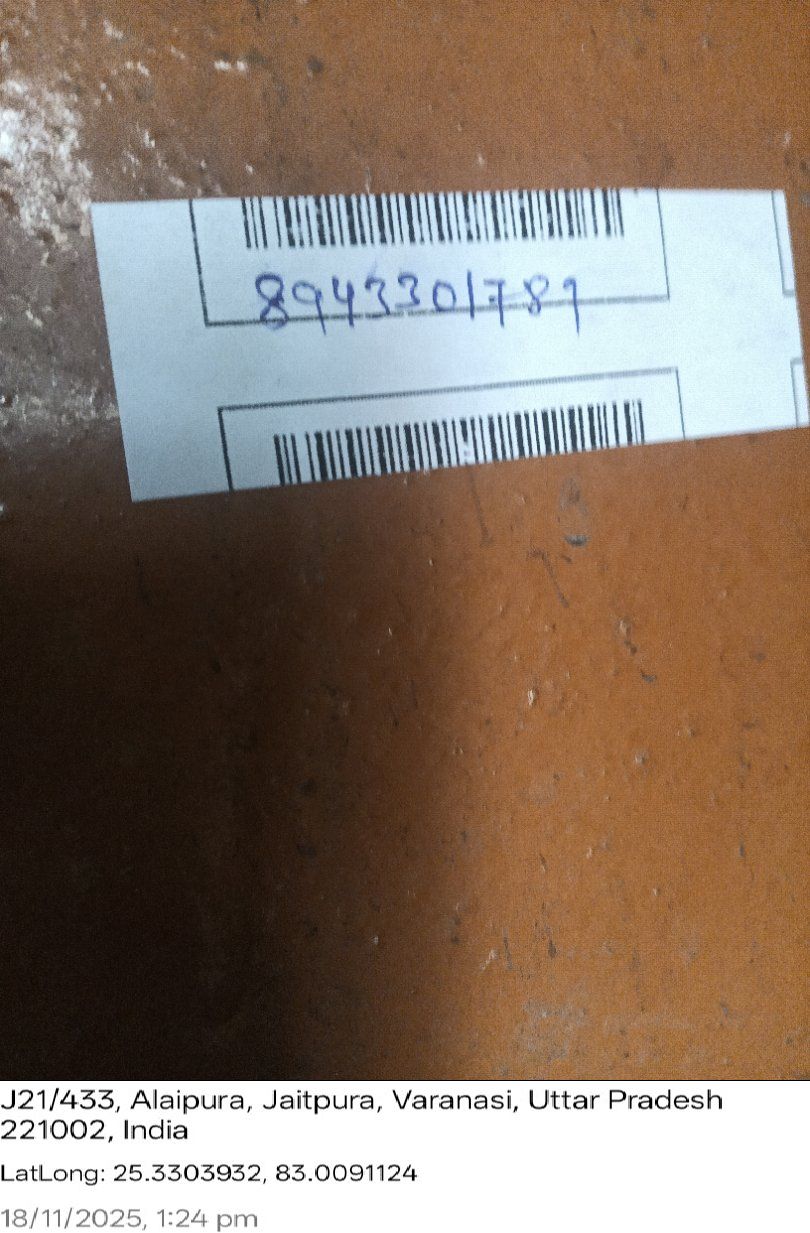 8943301789
J21/433, Alaipura, Jaitpura, Varanasi, Uttar Pradesh
221002, India
LatLong: 25.3303932, 83.0091124
18/11/2025, 1:24 pm